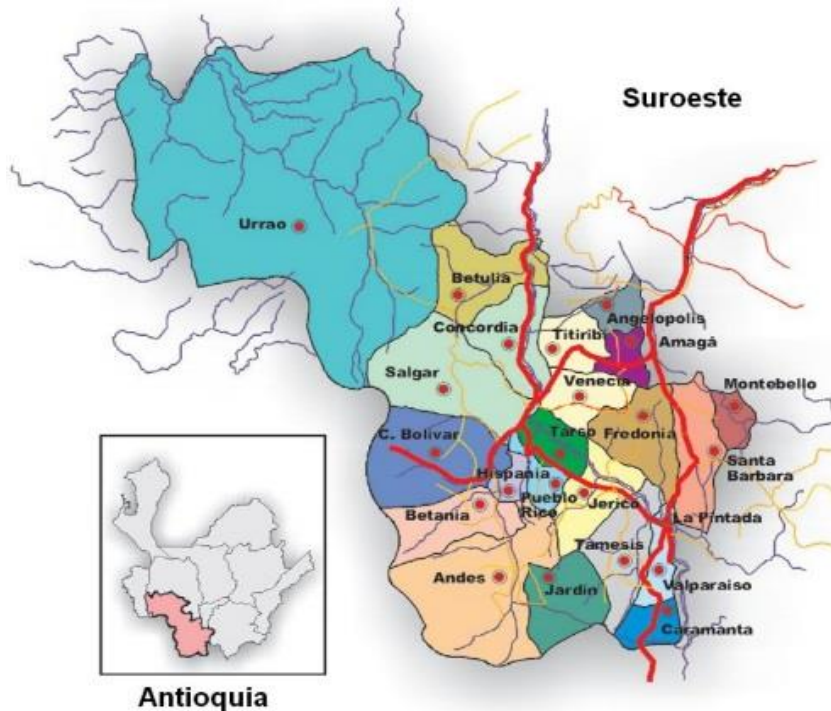 Suroeste
Urrao
Betulia
Angelopolis
Concordia
Titiribi
Amagá
Salgar
Venecia
Montebello
C. Bolivar
Tarso
Fredonia
Santa
Barbara
Hispania
Pueblo
Rico
Jerico
Betania
La Pintada
Tamesis
Andes
Jardin
Valparaiso
Caramanta
Antioquia